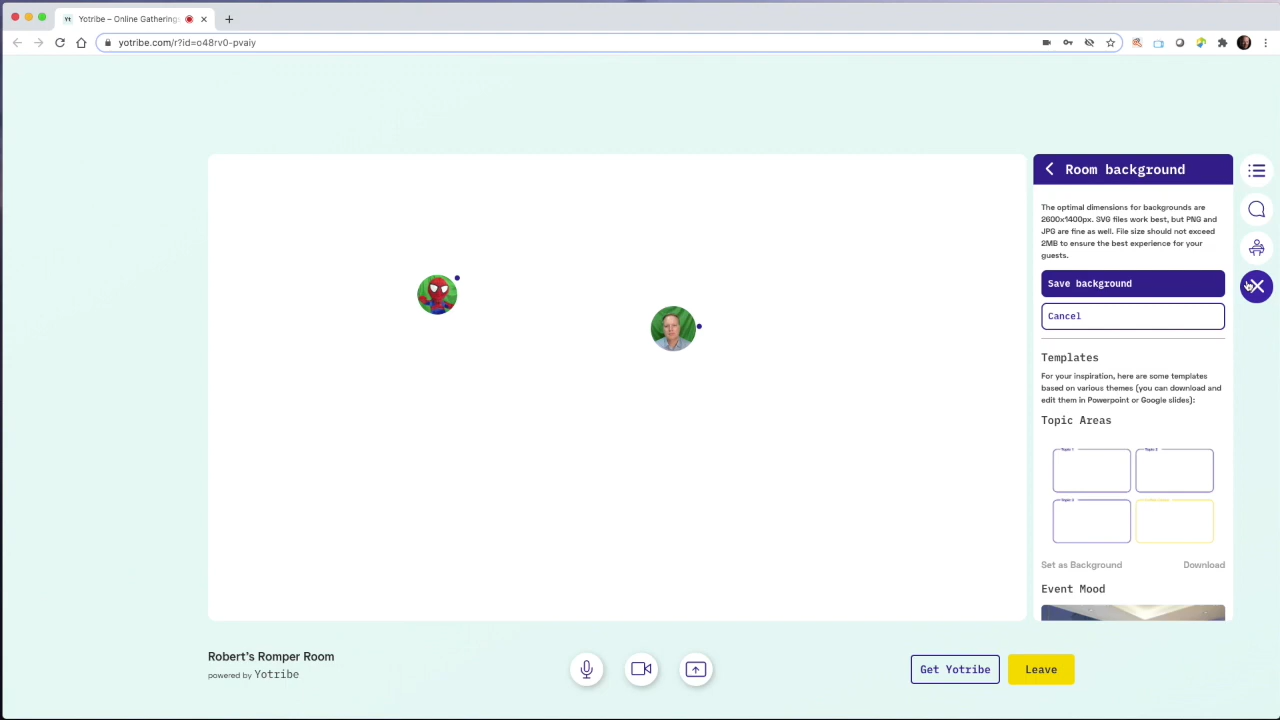 Yt Yotribe – Online Gathering
yotribe.com/r?id=o48rv0-pvaiy
Room background
The optimal dimensions for backgrounds are
2600x1400px. SVG files work best, but PNG and
JPG are fine as well. File size should not exceed
2MB to ensure the best experience for your
guests.
Save background
Cancel
Templates
For your inspiration, here are some templates
based on various themes (you can download and
edit them in Powerpoint or Google slides):
Topic Areas
Topic 1
Set as Background Download
Event Mood
Robert's Romper Room
powered by Yotribe
Get Yotribe
Leave